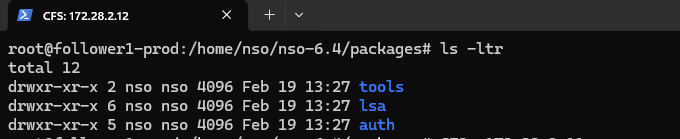 CFS: 172.28.2.12
root@follower1-prod:/home/nso/nso-6.4/packages# ls -ltr
total 12
drwxr-xr-x 2 nso nso 4096 Feb 19 13:27 tools
drwxr-xr-x 6 nso nso 4096 Feb 19 13:27 lsa
drwxr-xr-x 5 nso nso 4096 Feb 19 13:27 auth